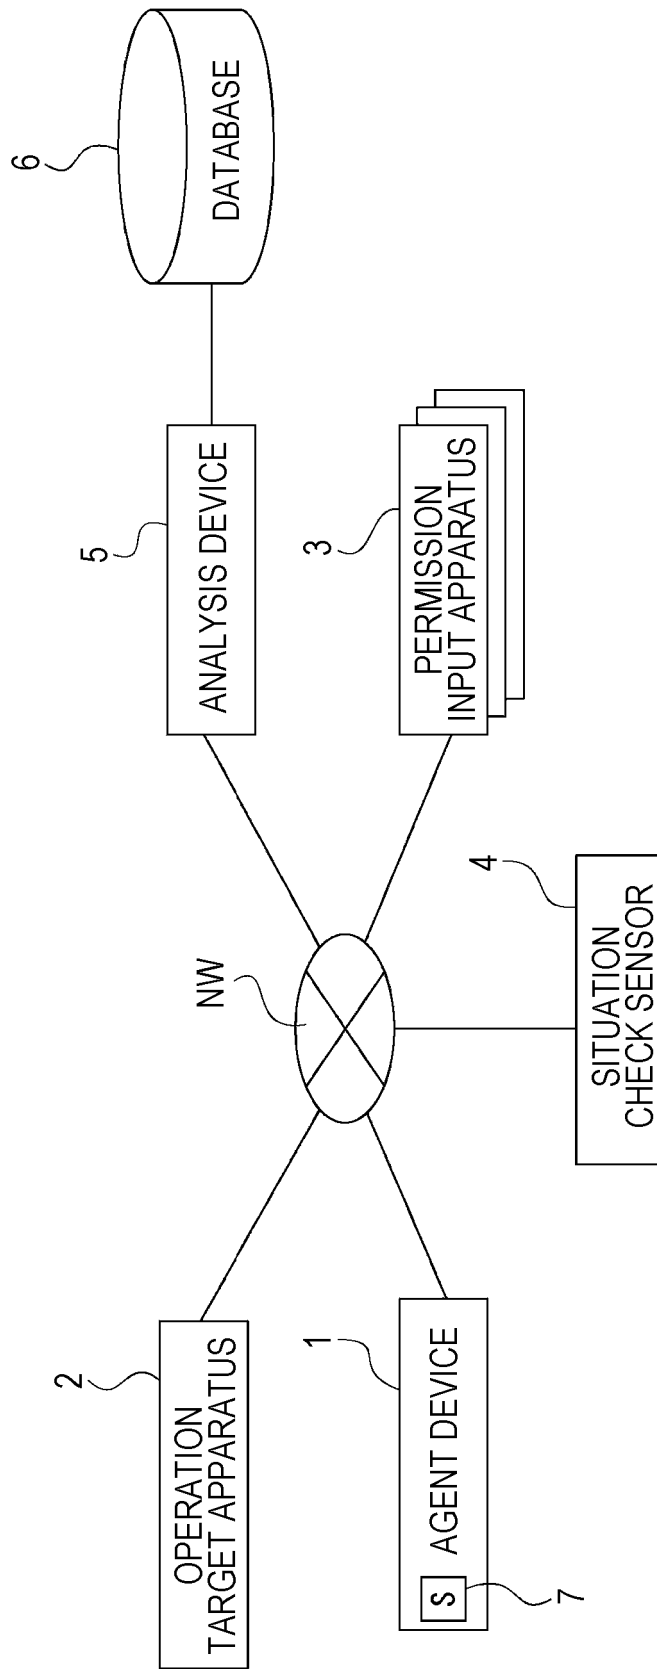 6
DATABASE
5
ANALYSIS DEVICE
3
PERMISSION
INPUT APPARATUS
NW
4
SITUATION
CHECK SENSOR
2
OPERATION
TARGET APPARATUS
1
AGENT DEVICE
S
7